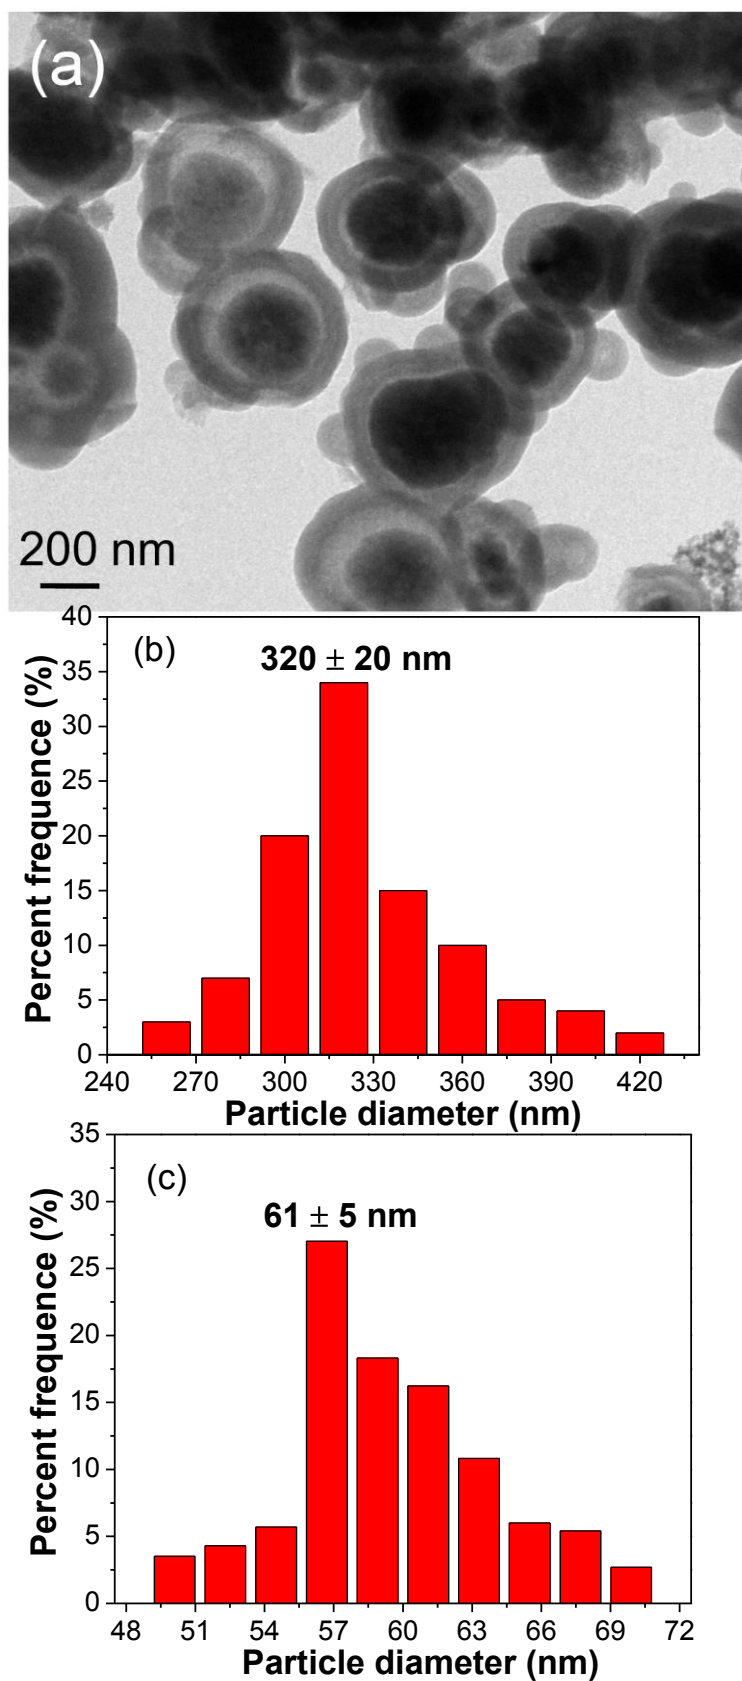 (a)
200 nm
(b)
320 ± 20 nm
Percent frequence (%)
40
35
30
25
20
15
10
5
0
240 270 300 330 360 390 420
Particle diameter (nm)
(c)
61 ± 5 nm
Percent frequence (%)
35
30
25
20
15
10
5
0
48 51 54 57 60 63 66 69 72
Particle diameter (nm)